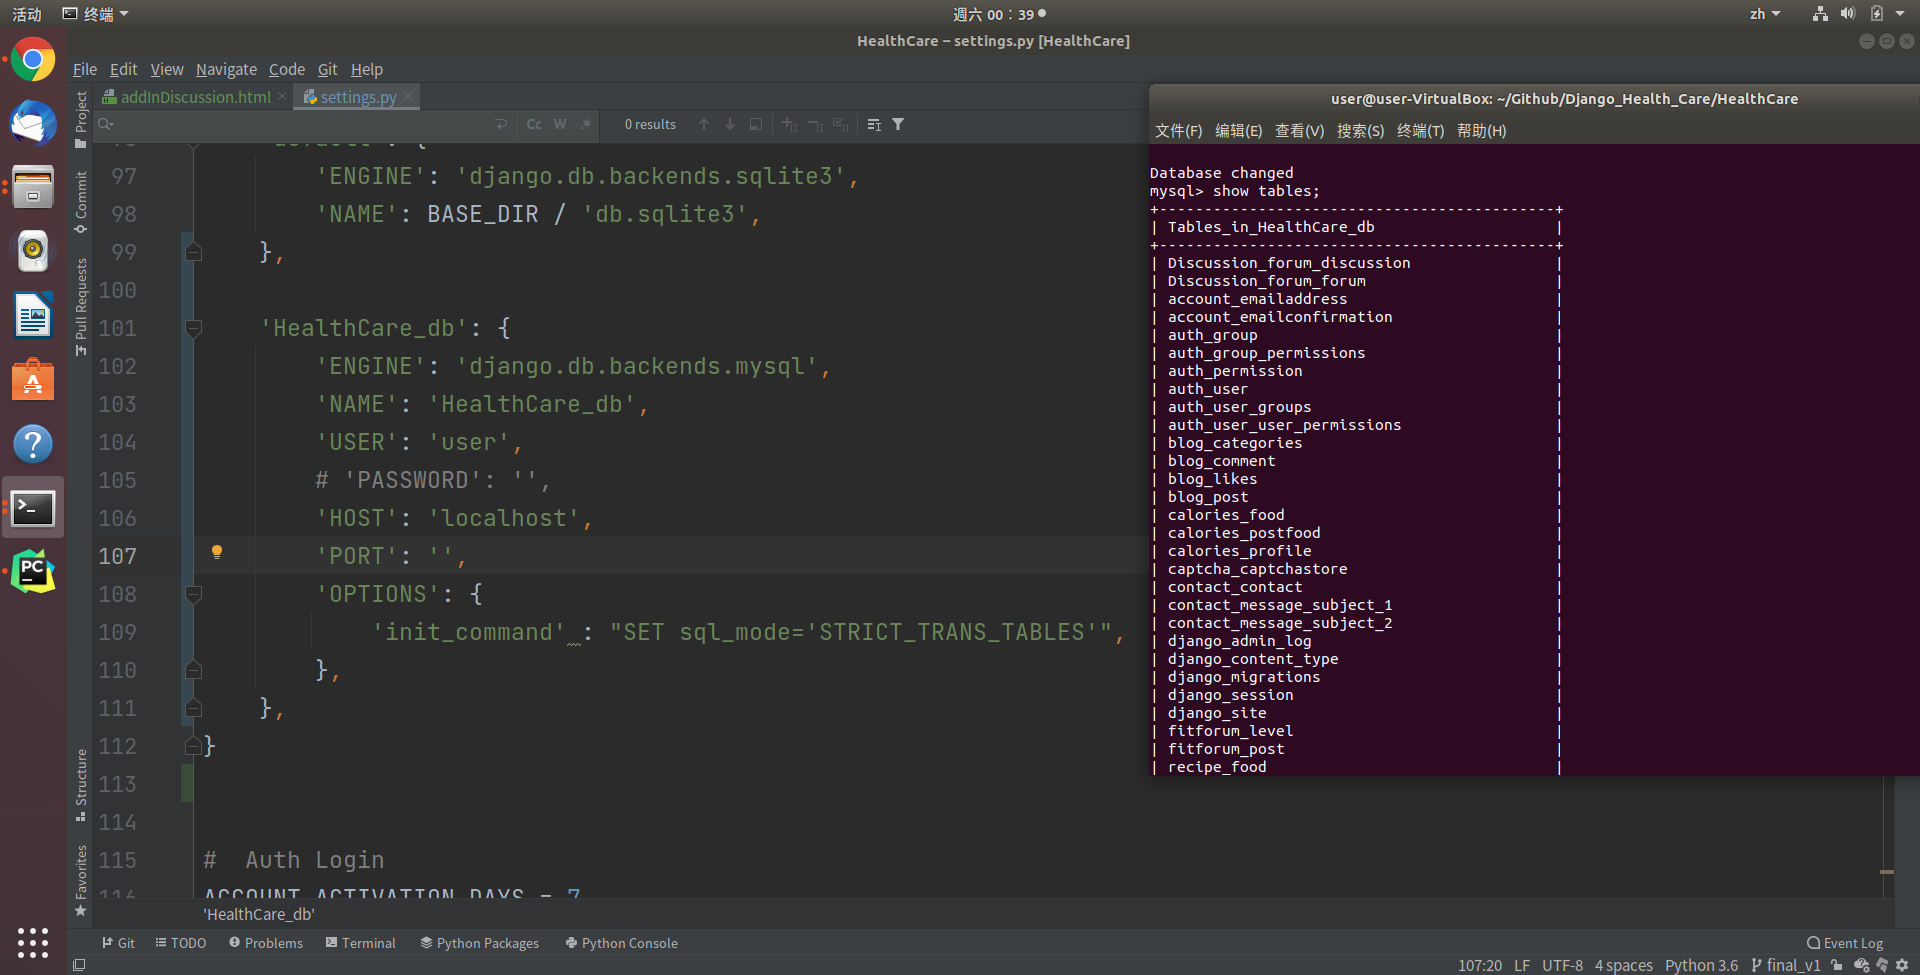 活动
终端
週六 00：39
zh
HealthCare – settings.py [HealthCare]
File Edit View Navigate Code Git Help
addInDiscussion.html
settings.py
Cc W .*
0 results
Project
Commit
Pull Requests
Structure
Favorites
97 'ENGINE': 'django.db.backends.sqlite3',
98 'NAME': BASE_DIR / 'db.sqlite3',
99 },
100
101 'HealthCare_db': {
102 'ENGINE': 'django.db.backends.mysql',
103 'NAME': 'HealthCare_db',
104 'USER': 'user',
105 # 'PASSWORD': '',
106 'HOST': 'localhost',
107 'PORT': '',
108 'OPTIONS': {
109 'init_command' : "SET sql_mode='STRICT_TRANS_TABLES'",
110 },
111 },
112 }
113
114
115 # Auth Login
116 ACCOUNT_ACTIVATION_DAYS = 7
'HealthCare_db'
user@user-VirtualBox: ~/Github/Django_Health_Care/HealthCare
文件(F) 编辑(E) 查看(V) 搜索(S) 终端(T) 帮助(H)
Database changed
mysql> show tables;
+--------------------------------------------+
| Tables_in_HealthCare_db |
+--------------------------------------------+
| Discussion_forum_discussion |
| Discussion_forum_forum |
| account_emailaddress |
| account_emailconfirmation |
| auth_group |
| auth_group_permissions |
| auth_permission |
| auth_user |
| auth_user_groups |
| auth_user_user_permissions |
| blog_categories |
| blog_comment |
| blog_likes |
| blog_post |
| calories_food |
| calories_postfood |
| calories_profile |
| captcha_captchastore |
| contact_contact |
| contact_message_subject_1 |
| contact_message_subject_2 |
| django_admin_log |
| django_content_type |
| django_migrations |
| django_session |
| django_site |
| fitforum_level |
| fitforum_post |
| recipe_food |
Git TODO Problems Terminal Python Packages Python Console
Event Log
107:20 LF UTF-8 4 spaces Python 3.6 final_v1